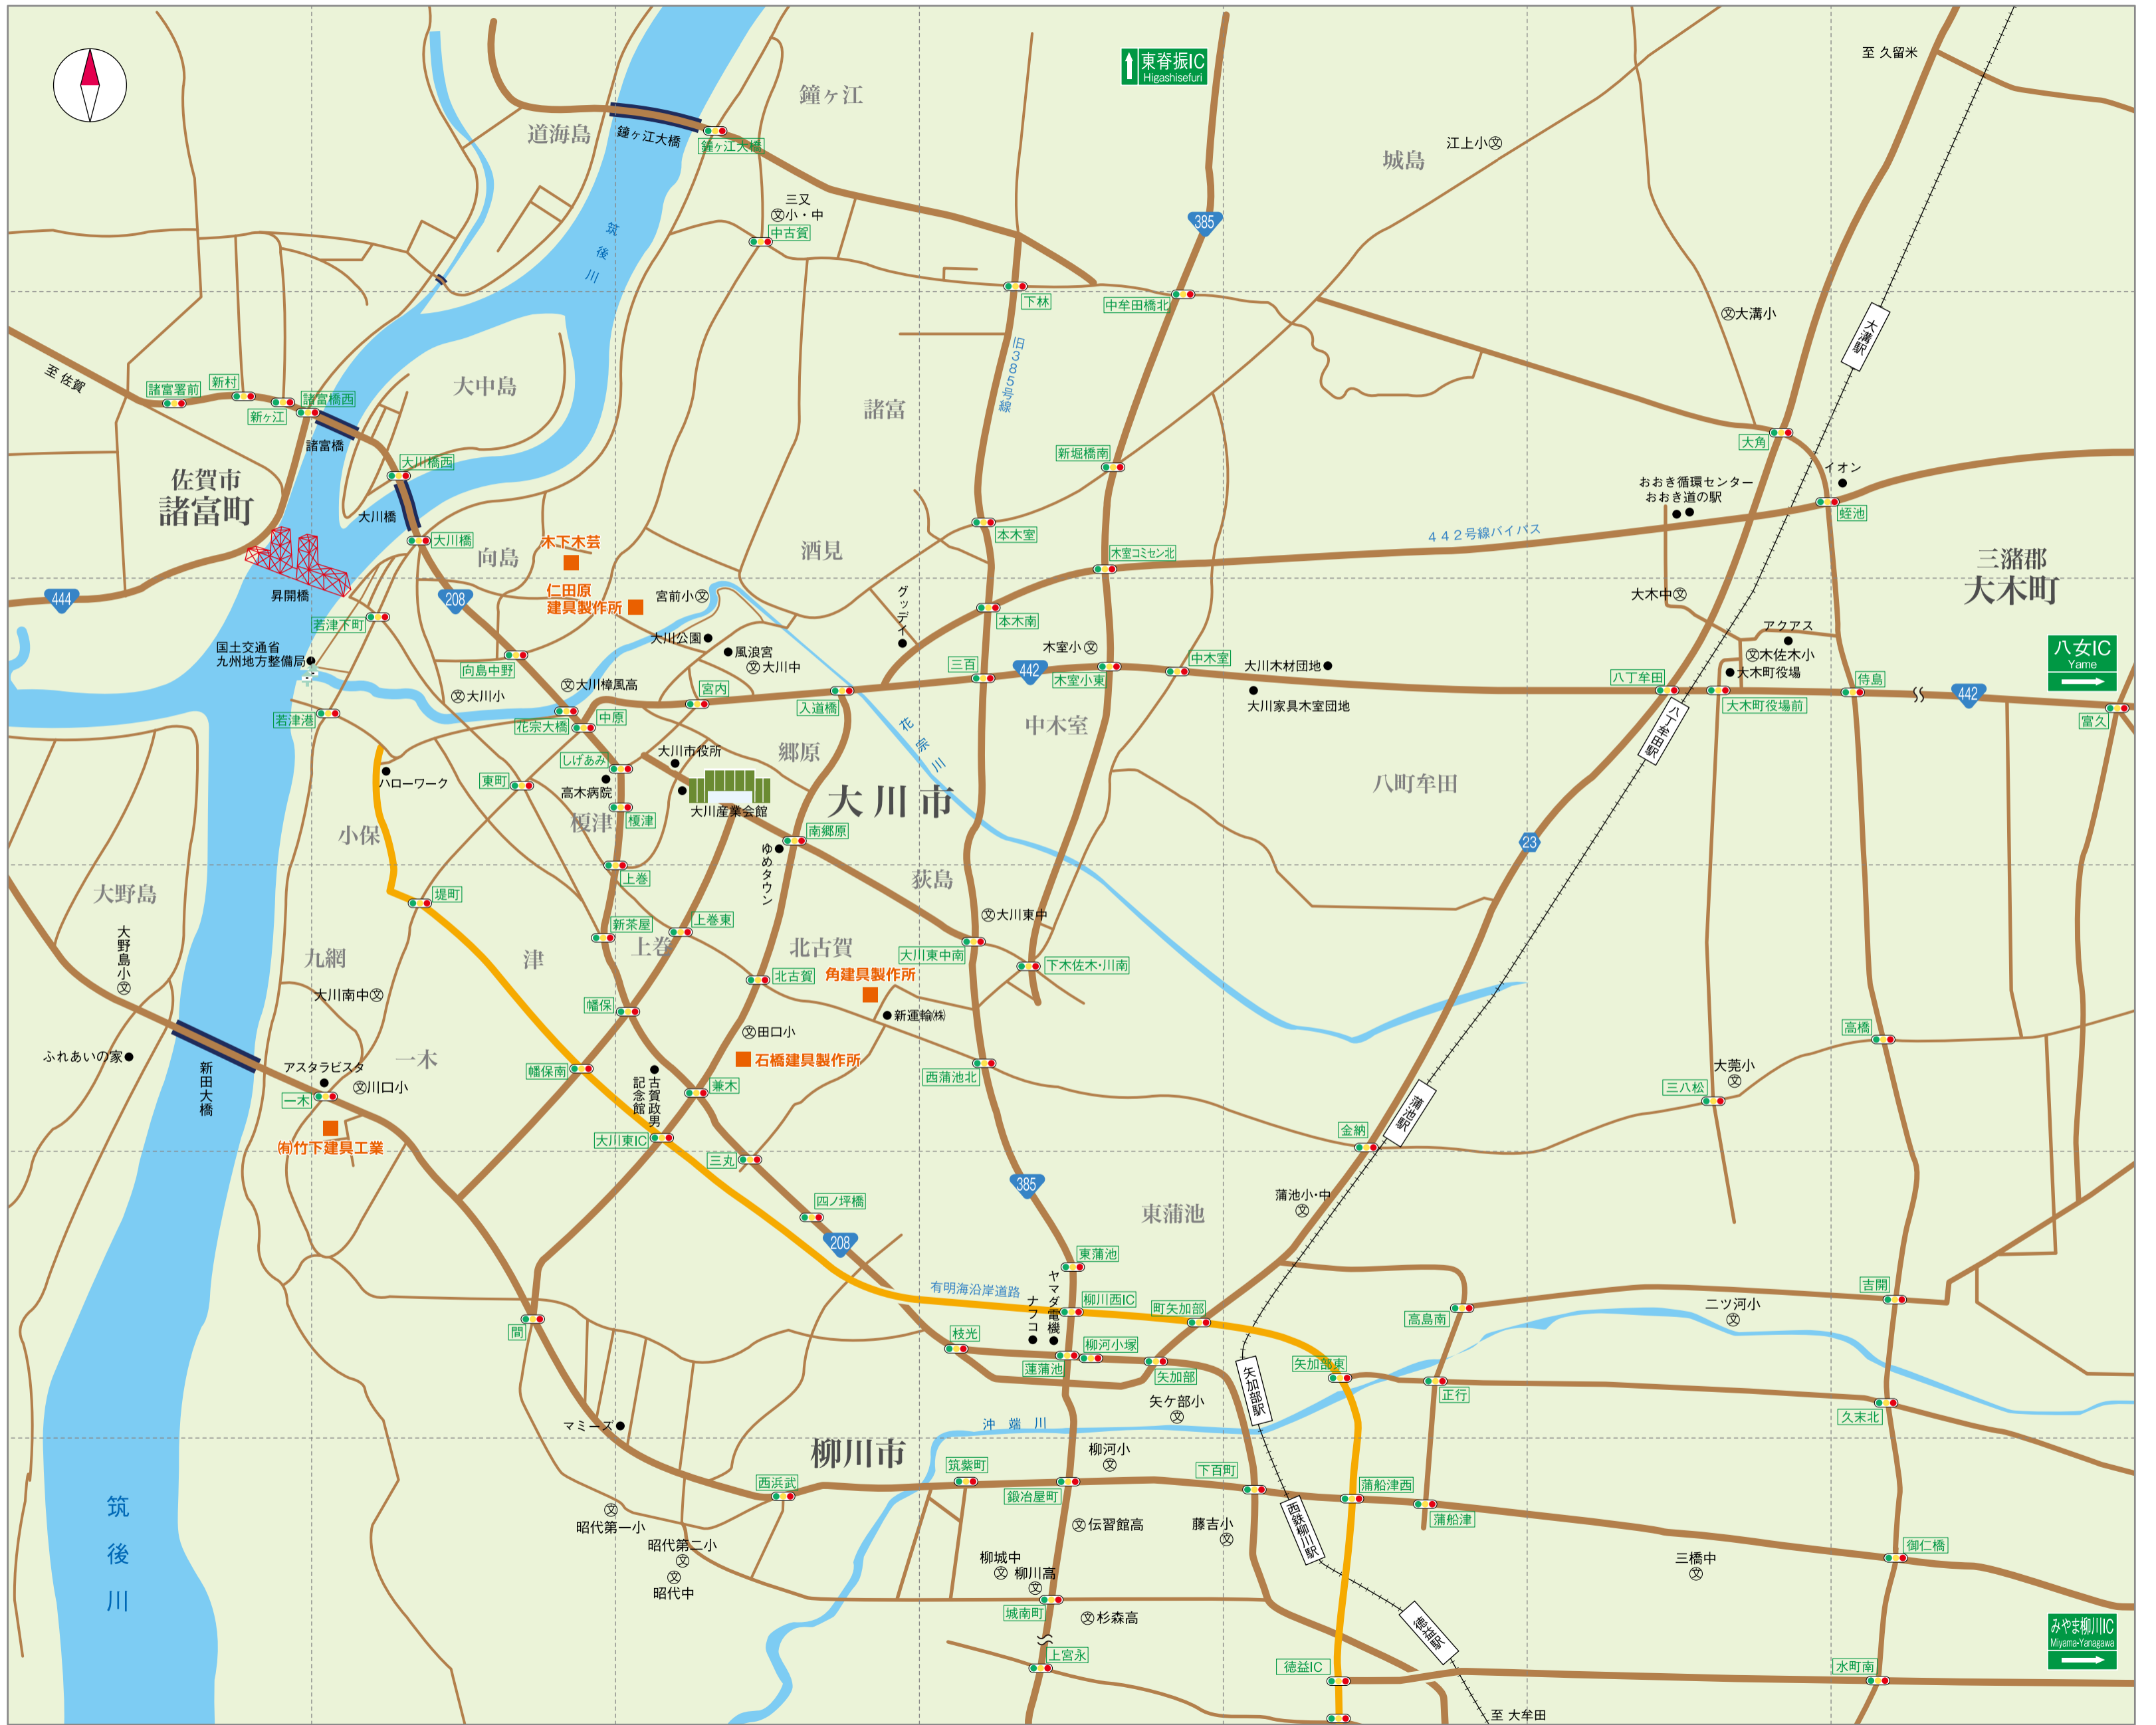 至 久留米
東脊振IC
Higashisefuri
鐘ヶ江
道海島
鐘ヶ江大橋
鐘ヶ江大橋
江上小㊛
城島
三又
小・中
中古賀
385
筑後川
下林
中牟田橋北
大溝小
大溝駅
旧385号線
至 佐賀
諸富署前
新村
新ヶ江
諸富橋西
諸富橋
大中島
諸富
大川橋西
新堀橋南
大角
イオン
おおき循環センター
おおき道の駅
蛭池
佐賀市
諸富町
大川橋
大川橋
向島
木下木芸
酒見
本木室
442号線バイパス
木室コミセン北
三潴郡
大木町
444
昇開橋
208
仁田原
建具製作所
宮前小
グッデイ
本木南
大木中
若津下町
大川公園
風浪宮
大川中
木室小
アクアス
木佐木小
大木町役場
国土交通省
九州地方整備局
向島中野
三百
442
木室小東
中木室
大川木材団地
八女IC
Yame
大川小
大川樟風高
宮内
入道橋
大川家具木室団地
八丁牟田
大木町役場前
侍島
442
富久
若津港
花宗大橋
中原
花宗川
中木室
八丁牟田駅
しげあみ
大川市役所
郷原
ハローワーク
東町
高木病院
大川産業会館
大川市
八町牟田
小保
榎津
榎津
南郷原
ゆめタウン
23
大野島
上巻
荻島
堤町
大川東中
大野島小
新茶屋
上巻東
上巻
北古賀
大川東中南
下木佐木・川南
九網
津
角建具製作所
北古賀
大川南中
幡保
新運輸㈱
田口小
高橋
ふれあいの家
新田大橋
アスタラビスタ
一木
川口小
一木
幡保南
古賀政男
記念館
石橋建具製作所
兼木
西蒲池北
大莞小
三八松
蒲池駅
㈲竹下建具工業
大川東IC
三丸
金納
385
四ノ坪橋
東蒲池
蒲池小・中
208
東蒲池
有明海沿岸道路
ナフコ
ヤマダ電機
柳川西IC
町矢加部
高島南
吉開
二ツ河小
間
枝光
蓮蒲池
柳河小塚
矢加部
矢加部東
矢加部駅
正行
久末北
矢ケ部小
マミーズ
沖端川
柳川市
柳河小
筑紫町
西浜武
鍛冶屋町
下百町
蒲船津西
蒲船津
昭代第一小
昭代第二小
昭代中
伝習館高
藤吉小
西鉄柳川駅
筑後川
柳城中
柳川高
三橋中
御仁橋
城南町
杉森高
徳益駅
みやま柳川IC
Miyama-Yanagawa
上宮永
徳益IC
水町南
至 大牟田